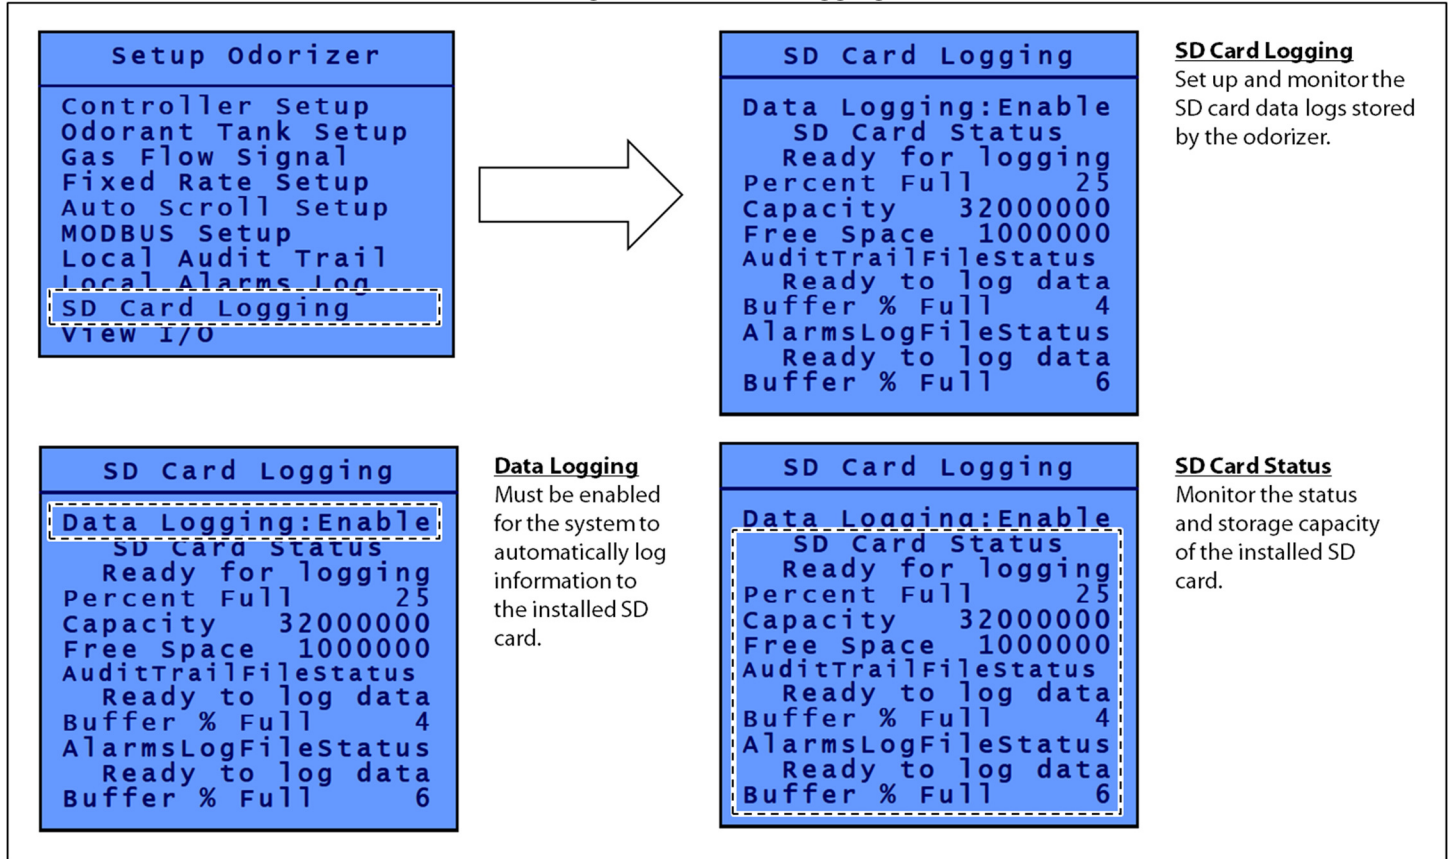 Setup Odorizer
Controller Setup
Odorant Tank Setup
Gas Flow Signal
Fixed Rate Setup
Auto Scroll Setup
MODBUS Setup
Local Audit Trail
Local Alarms Log
SD Card Logging
View I/O
SD Card Logging
Data Logging:Enable
SD Card Status
Ready for logging
Percent Full 25
Capacity 32000000
Free Space 1000000
AuditTrailFileStatus
Ready to log data
Buffer % Full 4
AlarmsLogFileStatus
Ready to log data
Buffer % Full 6
SD Card Logging
Set up and monitor the
SD card data logs stored
by the odorizer.
SD Card Logging
Data Logging:Enable
SD Card Status
Ready for logging
Percent Full 25
Capacity 32000000
Free Space 1000000
AuditTrailFileStatus
Ready to log data
Buffer % Full 4
AlarmsLogFileStatus
Ready to log data
Buffer % Full 6
Data Logging
Must be enabled
for the system to
automatically log
information to
the installed SD
card.
SD Card Logging
Data Logging:Enable
SD Card Status
Ready for logging
Percent Full 25
Capacity 32000000
Free Space 1000000
AuditTrailFileStatus
Ready to log data
Buffer % Full 4
AlarmsLogFileStatus
Ready to log data
Buffer % Full 6
SD Card Status
Monitor the status
and storage capacity
of the installed SD
card.